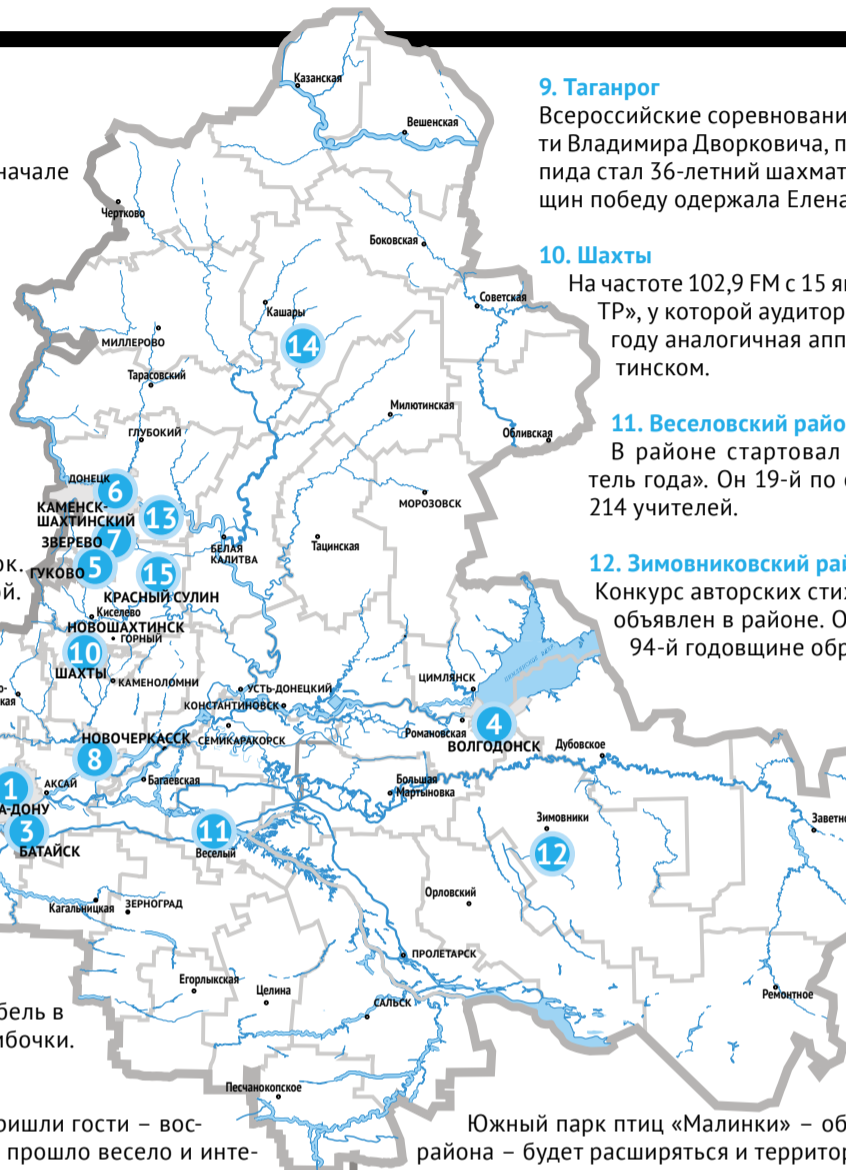 Казанская
Вешенская
начале
Чертково
Боковская
Советская
Кашары
14
МИЛЛЕРОВО
Тарасовский
Милютинская
ГЛУБОКИЙ
Обливская
ДОНЕЦК
6
КАМЕНСК-
ШАХТИНСКИЙ
13
МОРОЗОВСК
ЗВЕРЕВО
7
БЕЛАЯ
КАЛИТВА
Тацинская
ок.
ГУКОВО
5
15
ой.
КРАСНЫЙ СУЛИН
Киселево
НОВОШАХТИНСК
ГОРНЫЙ
10
ШАХТЫ
КАМЕНОЛОМНИ
ЦИМЛЯНСК
о-
кая
УСТЬ-ДОНЕЦКИЙ
КОНСТАНТИНОВСК
Романовская
4
ВОЛГОДОНСК
НОВОЧЕРКАССК
СЕМИКАРАКОРСК
8
Дубовское
1
АКСАЙ
Багаевская
Большая
Мартыновка
А-ДОНУ
3
БАТАЙСК
11
Веселый
Зимовники
12
Заветно
Кагальницкая
ЗЕРНОГРАД
Орловский
ПРОЛЕТАРСК
Егорлыкская
Целина
САЛЬСК
Ремонтное
Песчанокопское
бель в
ибочки.
ришли гости – вос-
прошло весело и инте-
9. Таганрог
Всероссийские соревновани
ти Владимира Дворковича, п
пида стал 36-летний шахмат
щин победу одержала Елена
10. Шахты
На частоте 102,9 FM с 15 ян
ТР», у которой аудитор
году аналогичная апп
тинском.
11. Веселовский райо
В районе стартовал
тель года». Он 19-й по с
214 учителей.
12. Зимовниковский рай
Конкурс авторских стих
объявлен в районе. О
94-й годовщине обр
Южный парк птиц «Малинки» – об
района – будет расширяться и территор